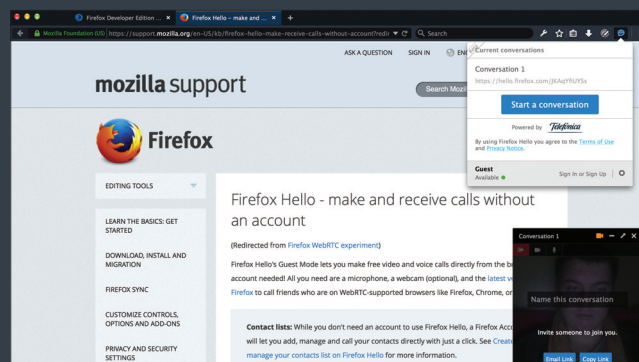 Firefox Developer Edition ... ×
Firefox Hello - make and ... ×
Mozilla Foundation (US) https://support.mozilla.org/en-US/kb/firefox-hello-make-receive-calls-without-account?redir
Search
ASK A QUESTION SIGN IN
mozilla support
Search Mozil
Firefox
EDITING TOOLS
LEARN THE BASICS: GET
STARTED
DOWNLOAD, INSTALL AND
MIGRATION
FIREFOX SYNC
CUSTOMIZE CONTROLS,
OPTIONS AND ADD-ONS
PRIVACY AND SECURITY
SETTINGS
Firefox Hello - make and receive calls without
an account
(Redirected from Firefox WebRTC experiment)
Firefox Hello's Guest Mode lets you make free video and voice calls directly from the b
account needed! All you need are a microphone, a webcam (optional), and the latest v
Firefox to call friends who are on WebRTC-supported browsers like Firefox, Chrome, or
Contact lists: While you don't need an account to use Firefox Hello, a Firefox Acc
will let you add, manage and call your contacts directly with just a click. See Create
manage your contacts list on Firefox Hello for more information.
Current conversations
Conversation 1
Start a conversation
Powered by Telefónica
By using Firefox Hello you agree to the Terms of Use
and Privacy Notice.
Guest
Available
Sign In or Sign Up
Conversation 1
Name this conversation
Invite someone to join you.
Email Link
Copy Link